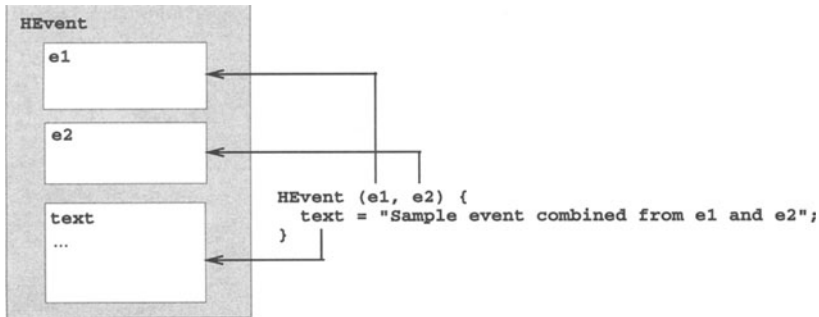 HEvent
e1
e2
text
...
HEvent (e1, e2) {
text = "Sample event combined from e1 and e2";
}